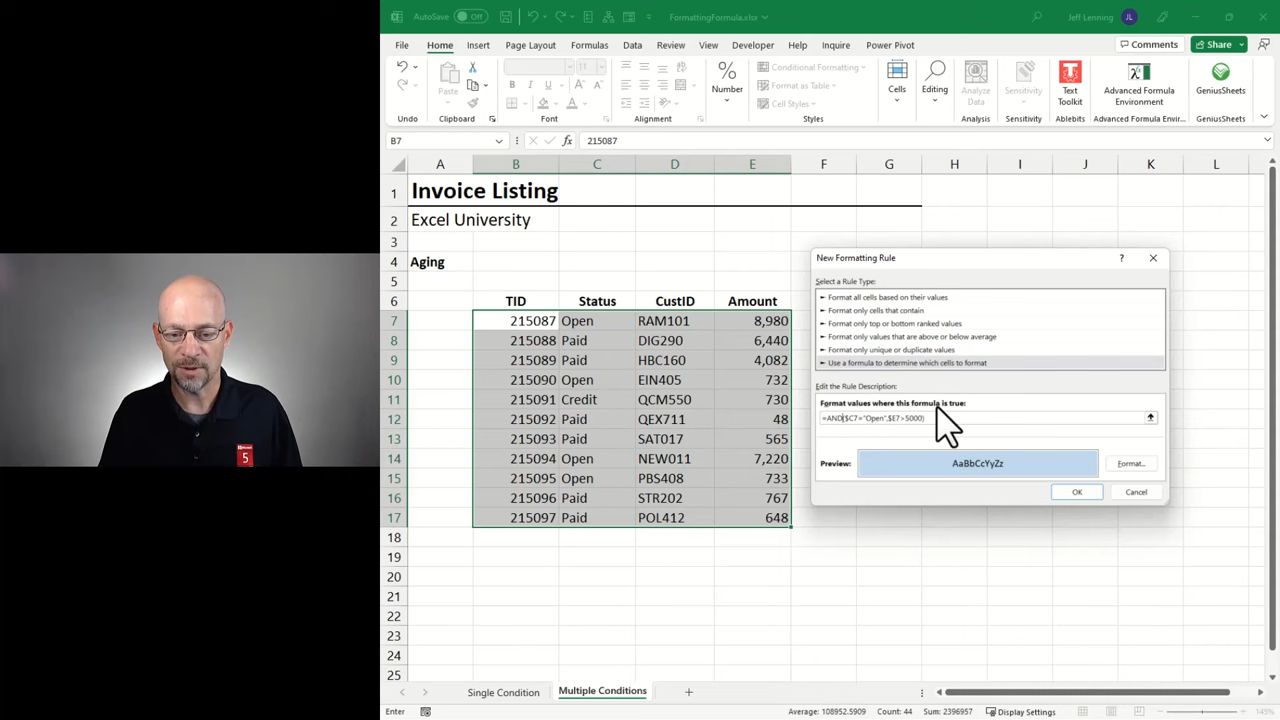 AutoSave Off FormattingFormula.xlsx Jeff Lenning JL
File Home Insert Page Layout Formulas Data Review View Developer Help Inquire Power Pivot Comments Share
Paste 11 Conditional Formatting Format as Table Cell Styles Number Cells Editing Analyze Data Sensitivity Text Toolkit Advanced Formula Environment GeniusSheets
Undo Clipboard Font Alignment Styles Analysis Sensitivity Ablebits Advanced Formula Envir... GeniusSheets
B7 fx 215087
A B C D E F G H I J K L
1 Invoice Listing
2 Excel University
3
4 Aging
5
6 TID Status CustID Amount
7 215087 Open RAM101 8,980
8 215088 Paid DIG290 6,440
9 215089 Paid HBC160 4,082
10 215090 Open EIN405 732
11 215091 Credit QCM550 730
12 215092 Paid QEX711 48
13 215093 Paid SAT017 565
14 215094 Open NEW011 7,220
15 215095 Open PBS408 733
16 215096 Paid STR202 767
17 215097 Paid POL412 648
18
19
20
21
22
23
24
25
New Formatting Rule ?
Select a Rule Type:
► Format all cells based on their values
► Format only cells that contain
► Format only top or bottom ranked values
► Format only values that are above or below average
► Format only unique or duplicate values
► Use a formula to determine which cells to format
Edit the Rule Description:
Format values where this formula is true:
=AND($C7="Open",$E7>5000)
Preview: AaBbCcYyZz Format...
OK Cancel
5
Single Condition Multiple Conditions
Enter Average: 108952.5909 Count: 44 Sum: 2396957 Display Settings 145%